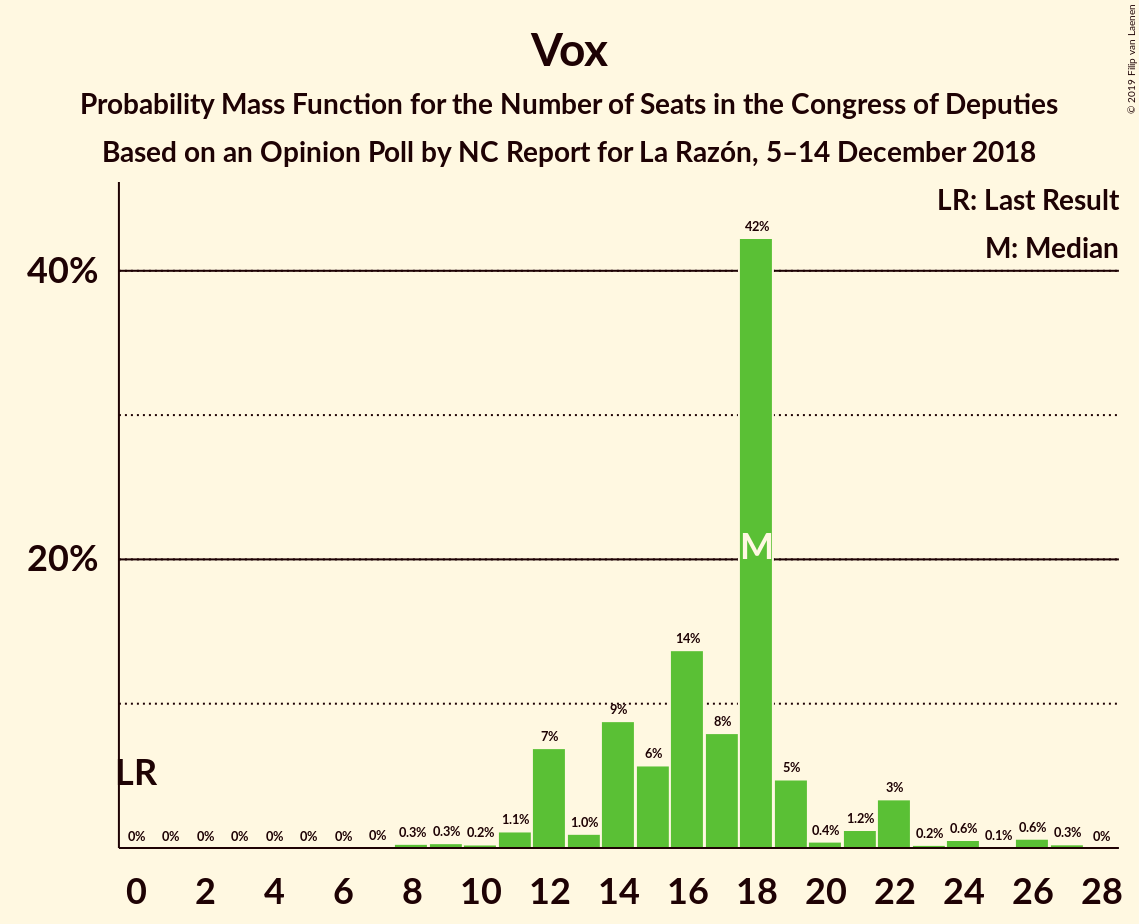 Vox
Probability Mass Function for the Number of Seats in the Congress of Deputies
Based on an Opinion Poll by NC Report for La Razón, 5–14 December 2018
© 2019 Filip van Laenen
LR: Last Result
M: Median
40%
20%
42%
M
14%
9%
8%
7%
6%
5%
3%
LR
0% 0% 0% 0% 0% 0% 0% 0% 0.3% 0.3% 0.2% 1.1% 1.0% 0.4% 1.2% 0.2% 0.6% 0.1% 0.6% 0.3% 0%
0 2 4 6 8 10 12 14 16 18 20 22 24 26 28